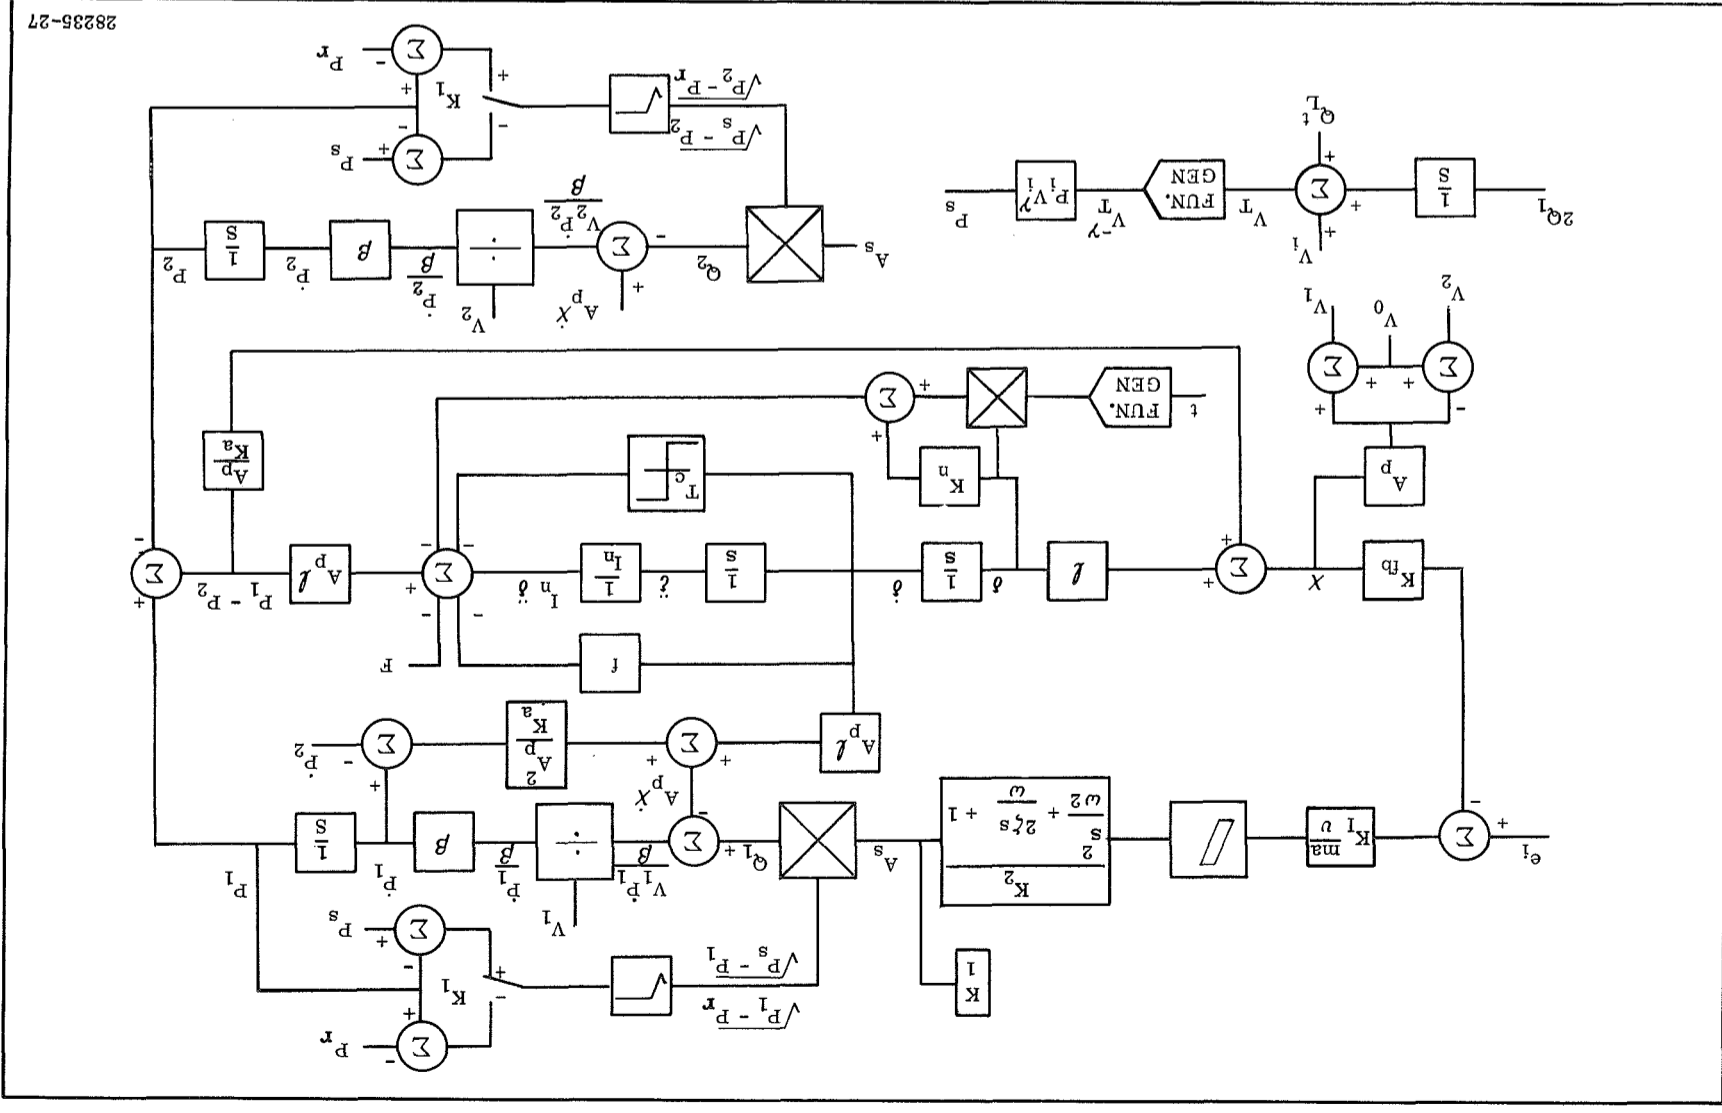 - P_r
Σ
+
√P_1 - P_r
K
1
-
+
K_1
√P_s - P_1
-
Σ
+ P_s
V_1
P_1
e_i
+
Σ
-
K_I
ma
v
K_2
s^2/ω^2 + 2ζs/ω + 1
A_s
Q_1
+
Σ
-
V_1 Ṗ_1
β
÷
Ṗ_1
β
β
Ṗ_1
1
S
A_p Ẋ
+
A_p ℓ
+
Σ
+
A_p^2
K_a
Σ
-
Ṗ_2
f
F
K_fb
X
Σ
+
+
ℓ
δ
1
s
δ̇
1
s
δ̈
1
I_n
I_n δ̈
-
-
Σ
+
-
-
A_p ℓ
P_1 - P_2
+
Σ
-
A_p
K_n
T_c
A_p
K_a
-
+
Σ
Σ
+
+
V_2
V_0
V_1
t
FUN.
GEN
+
+
Σ
V_2
A_p Ẋ
+
2Q_1
1
S
+
V_i
+
Σ
+
Q_L t
V_T
FUN.
GEN
V_T^-γ
P_i V_i^γ
P_s
A_s
Q_2
-
Σ
V_2 Ṗ_2
β
÷
Ṗ_2
β
β
Ṗ_2
1
S
P_2
√P_s - P_2
√P_2 - P_r
-
+
K_1
Σ
+ P_s
-
+
Σ
- P_r
28235-27